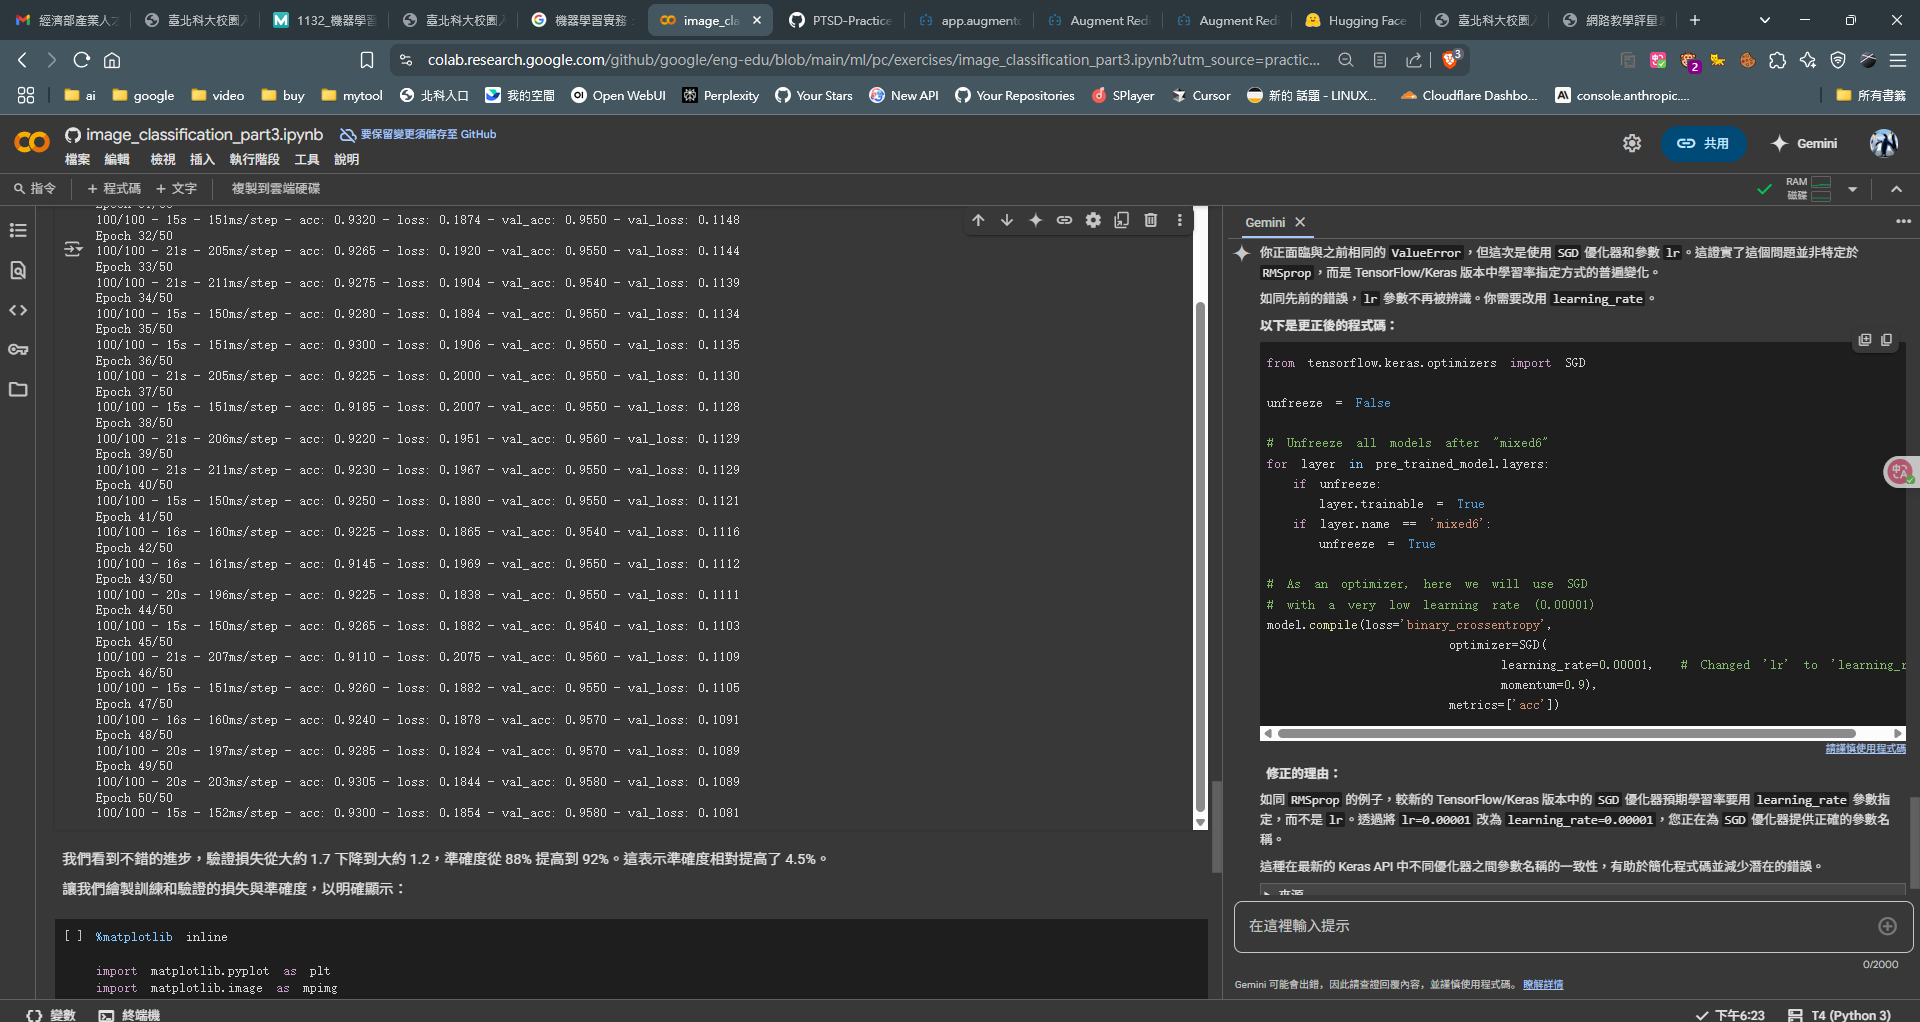 經濟部產業人才
臺北科大校園入
1132_機器學習
臺北科大校園入
機器學習實務
image_cla
PTSD-Practice
app.augment
Augment Redi
Augment Redi
Hugging Face
臺北科大校園入
網路教學評量
colab.research.google.com/github/google/eng-edu/blob/main/ml/pc/exercises/image_classification_part3.ipynb?utm_source=practic...
3
2
ai
google
video
buy
mytool
北科入口
我的空間
Open WebUI
Perplexity
Your Stars
New API
Your Repositories
SPlayer
Cursor
新的 話題 - LINUX...
Cloudflare Dashbo...
console.anthropic....
所有書籤
image_classification_part3.ipynb
要保留變更須儲存至 GitHub
檔案 編輯 檢視 插入 執行階段 工具 說明
共用
Gemini
指令
+ 程式碼
+ 文字
複製到雲端硬碟
RAM
磁碟
100/100 - 15s - 151ms/step - acc: 0.9320 - loss: 0.1874 - val_acc: 0.9550 - val_loss: 0.1148
Epoch 32/50
100/100 - 21s - 205ms/step - acc: 0.9265 - loss: 0.1920 - val_acc: 0.9550 - val_loss: 0.1144
Epoch 33/50
100/100 - 21s - 211ms/step - acc: 0.9275 - loss: 0.1904 - val_acc: 0.9540 - val_loss: 0.1139
Epoch 34/50
100/100 - 15s - 150ms/step - acc: 0.9280 - loss: 0.1884 - val_acc: 0.9550 - val_loss: 0.1134
Epoch 35/50
100/100 - 15s - 151ms/step - acc: 0.9300 - loss: 0.1906 - val_acc: 0.9550 - val_loss: 0.1135
Epoch 36/50
100/100 - 21s - 205ms/step - acc: 0.9225 - loss: 0.2000 - val_acc: 0.9550 - val_loss: 0.1130
Epoch 37/50
100/100 - 15s - 151ms/step - acc: 0.9185 - loss: 0.2007 - val_acc: 0.9550 - val_loss: 0.1128
Epoch 38/50
100/100 - 21s - 206ms/step - acc: 0.9220 - loss: 0.1951 - val_acc: 0.9560 - val_loss: 0.1129
Epoch 39/50
100/100 - 21s - 211ms/step - acc: 0.9230 - loss: 0.1967 - val_acc: 0.9550 - val_loss: 0.1129
Epoch 40/50
100/100 - 15s - 150ms/step - acc: 0.9250 - loss: 0.1880 - val_acc: 0.9550 - val_loss: 0.1121
Epoch 41/50
100/100 - 16s - 160ms/step - acc: 0.9225 - loss: 0.1865 - val_acc: 0.9540 - val_loss: 0.1116
Epoch 42/50
100/100 - 16s - 161ms/step - acc: 0.9145 - loss: 0.1969 - val_acc: 0.9550 - val_loss: 0.1112
Epoch 43/50
100/100 - 20s - 196ms/step - acc: 0.9225 - loss: 0.1838 - val_acc: 0.9550 - val_loss: 0.1111
Epoch 44/50
100/100 - 15s - 150ms/step - acc: 0.9265 - loss: 0.1882 - val_acc: 0.9540 - val_loss: 0.1103
Epoch 45/50
100/100 - 21s - 207ms/step - acc: 0.9110 - loss: 0.2075 - val_acc: 0.9560 - val_loss: 0.1109
Epoch 46/50
100/100 - 15s - 151ms/step - acc: 0.9260 - loss: 0.1882 - val_acc: 0.9550 - val_loss: 0.1105
Epoch 47/50
100/100 - 16s - 160ms/step - acc: 0.9240 - loss: 0.1878 - val_acc: 0.9570 - val_loss: 0.1091
Epoch 48/50
100/100 - 20s - 197ms/step - acc: 0.9285 - loss: 0.1824 - val_acc: 0.9570 - val_loss: 0.1089
Epoch 49/50
100/100 - 20s - 203ms/step - acc: 0.9305 - loss: 0.1844 - val_acc: 0.9580 - val_loss: 0.1089
Epoch 50/50
100/100 - 15s - 152ms/step - acc: 0.9300 - loss: 0.1854 - val_acc: 0.9580 - val_loss: 0.1081
我們看到不錯的進步，驗證損失從大約 1.7 下降到大約 1.2，準確度從 88% 提高到 92%。這表示準確度相對提高了 4.5%。
讓我們繪製訓練和驗證的損失與準確度，以明確顯示：
[ ] %matplotlib inline
import matplotlib.pyplot as plt
import matplotlib.image as mpimg
Gemini
你正面臨與之前相同的 ValueError，但這次是使用 SGD 優化器和參數 lr。這證實了這個問題並非特定於
RMSprop，而是 TensorFlow/Keras 版本中學習率指定方式的普遍變化。
如同先前的錯誤，lr 參數不再被辨識。你需要改用 learning_rate。
以下是更正後的程式碼：
from tensorflow.keras.optimizers import SGD
unfreeze = False
# Unfreeze all models after "mixed6"
for layer in pre_trained_model.layers:
if unfreeze:
layer.trainable = True
if layer.name == 'mixed6':
unfreeze = True
# As an optimizer, here we will use SGD
# with a very low learning rate (0.00001)
model.compile(loss='binary_crossentropy',
optimizer=SGD(
learning_rate=0.00001, # Changed 'lr' to 'learning_r
momentum=0.9),
metrics=['acc'])
請謹慎使用程式碼
修正的理由：
如同 RMSprop 的例子，較新的 TensorFlow/Keras 版本中的 SGD 優化器預期學習率要用 learning_rate 參數指
定，而不是 lr。透過將 lr=0.00001 改為 learning_rate=0.00001，您正在為 SGD 優化器提供正確的參數名
稱。
這種在最新的 Keras API 中不同優化器之間參數名稱的一致性，有助於簡化程式碼並減少潛在的錯誤。
在這裡輸入提示
0/2000
Gemini 可能會出錯，因此請查證回覆內容，並謹慎使用程式碼。 瞭解詳情
變數
終端機
下午6:23
T4 (Python 3)